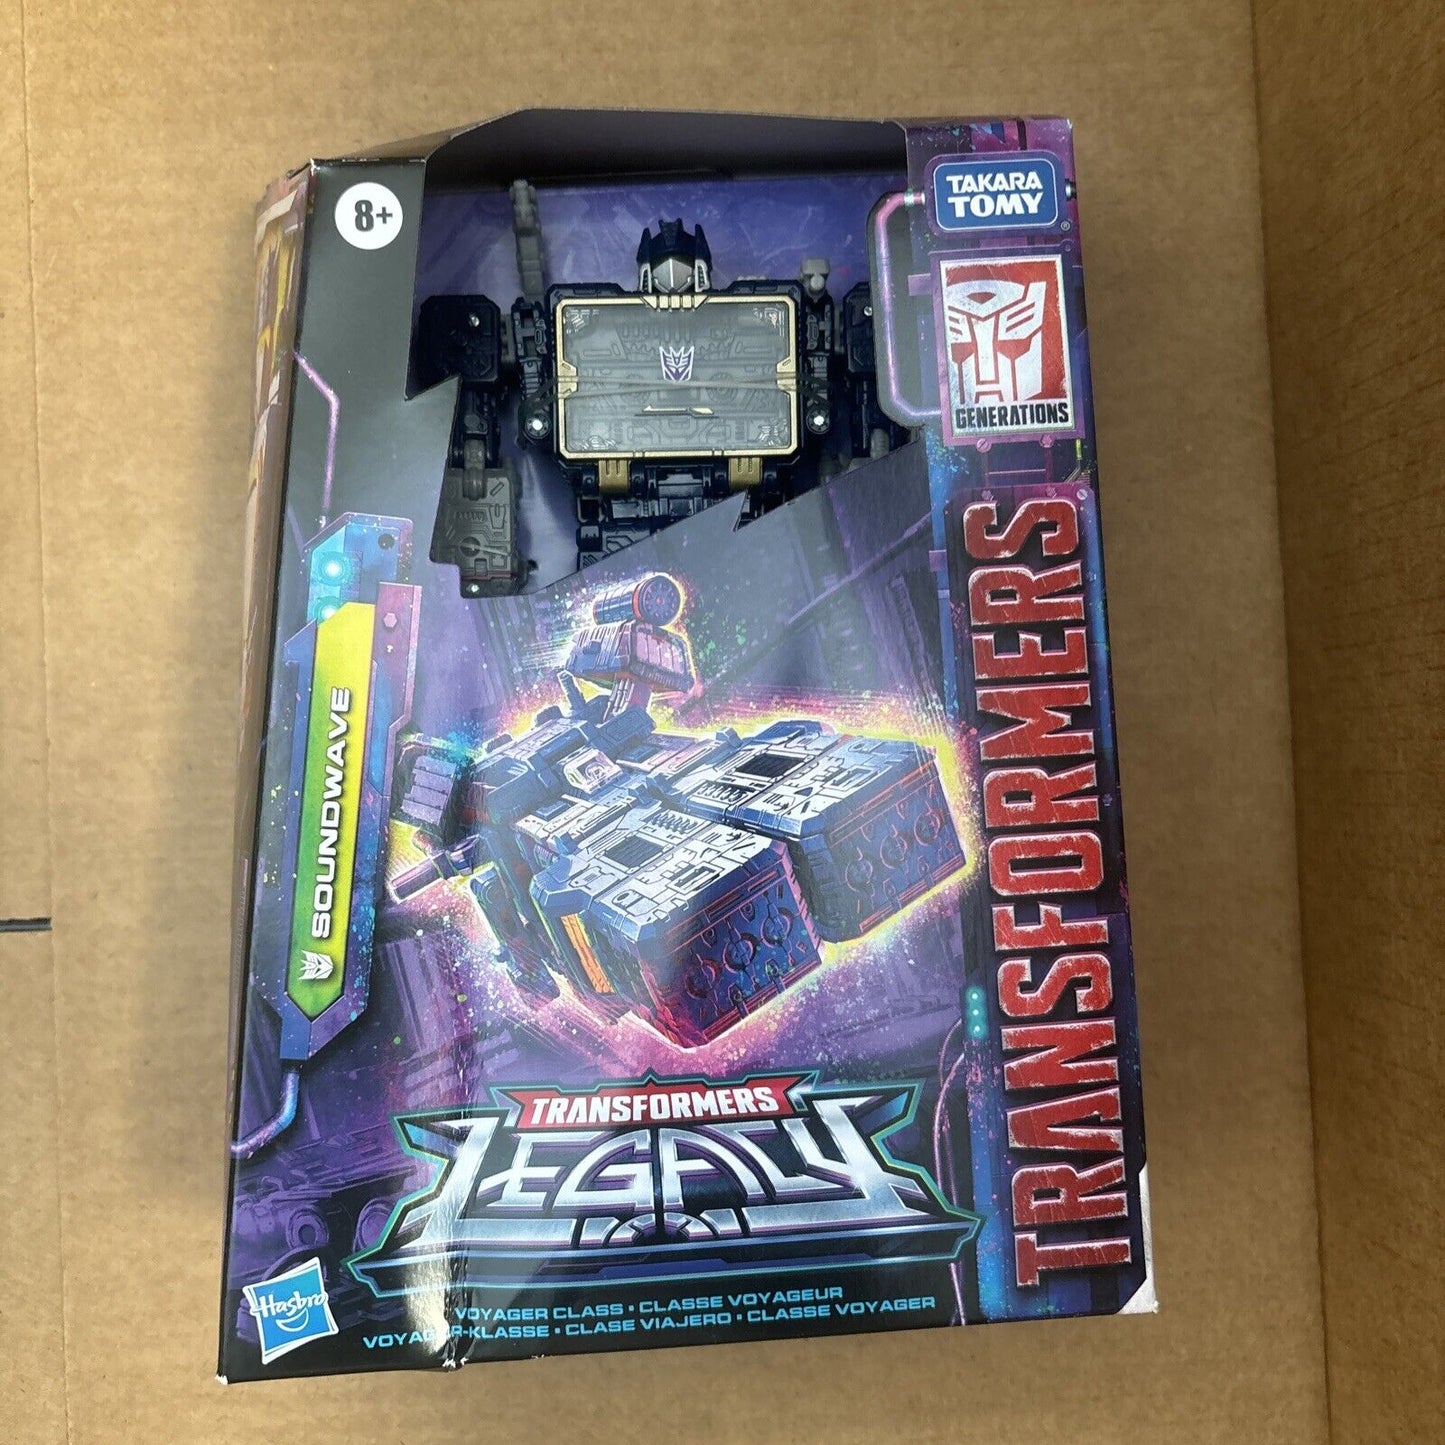 8+
TAKARA
TOMY
®
GENERATIONS
TRANSFORMERS
SOUNDWAVE
TRANSFORMERS
LEGACY
Hasbro
VOYAGER CLASS • CLASSE VOYAGEUR
VOYAGER-KLASSE • CLASE VIAJERO • CLASSE VOYAGER